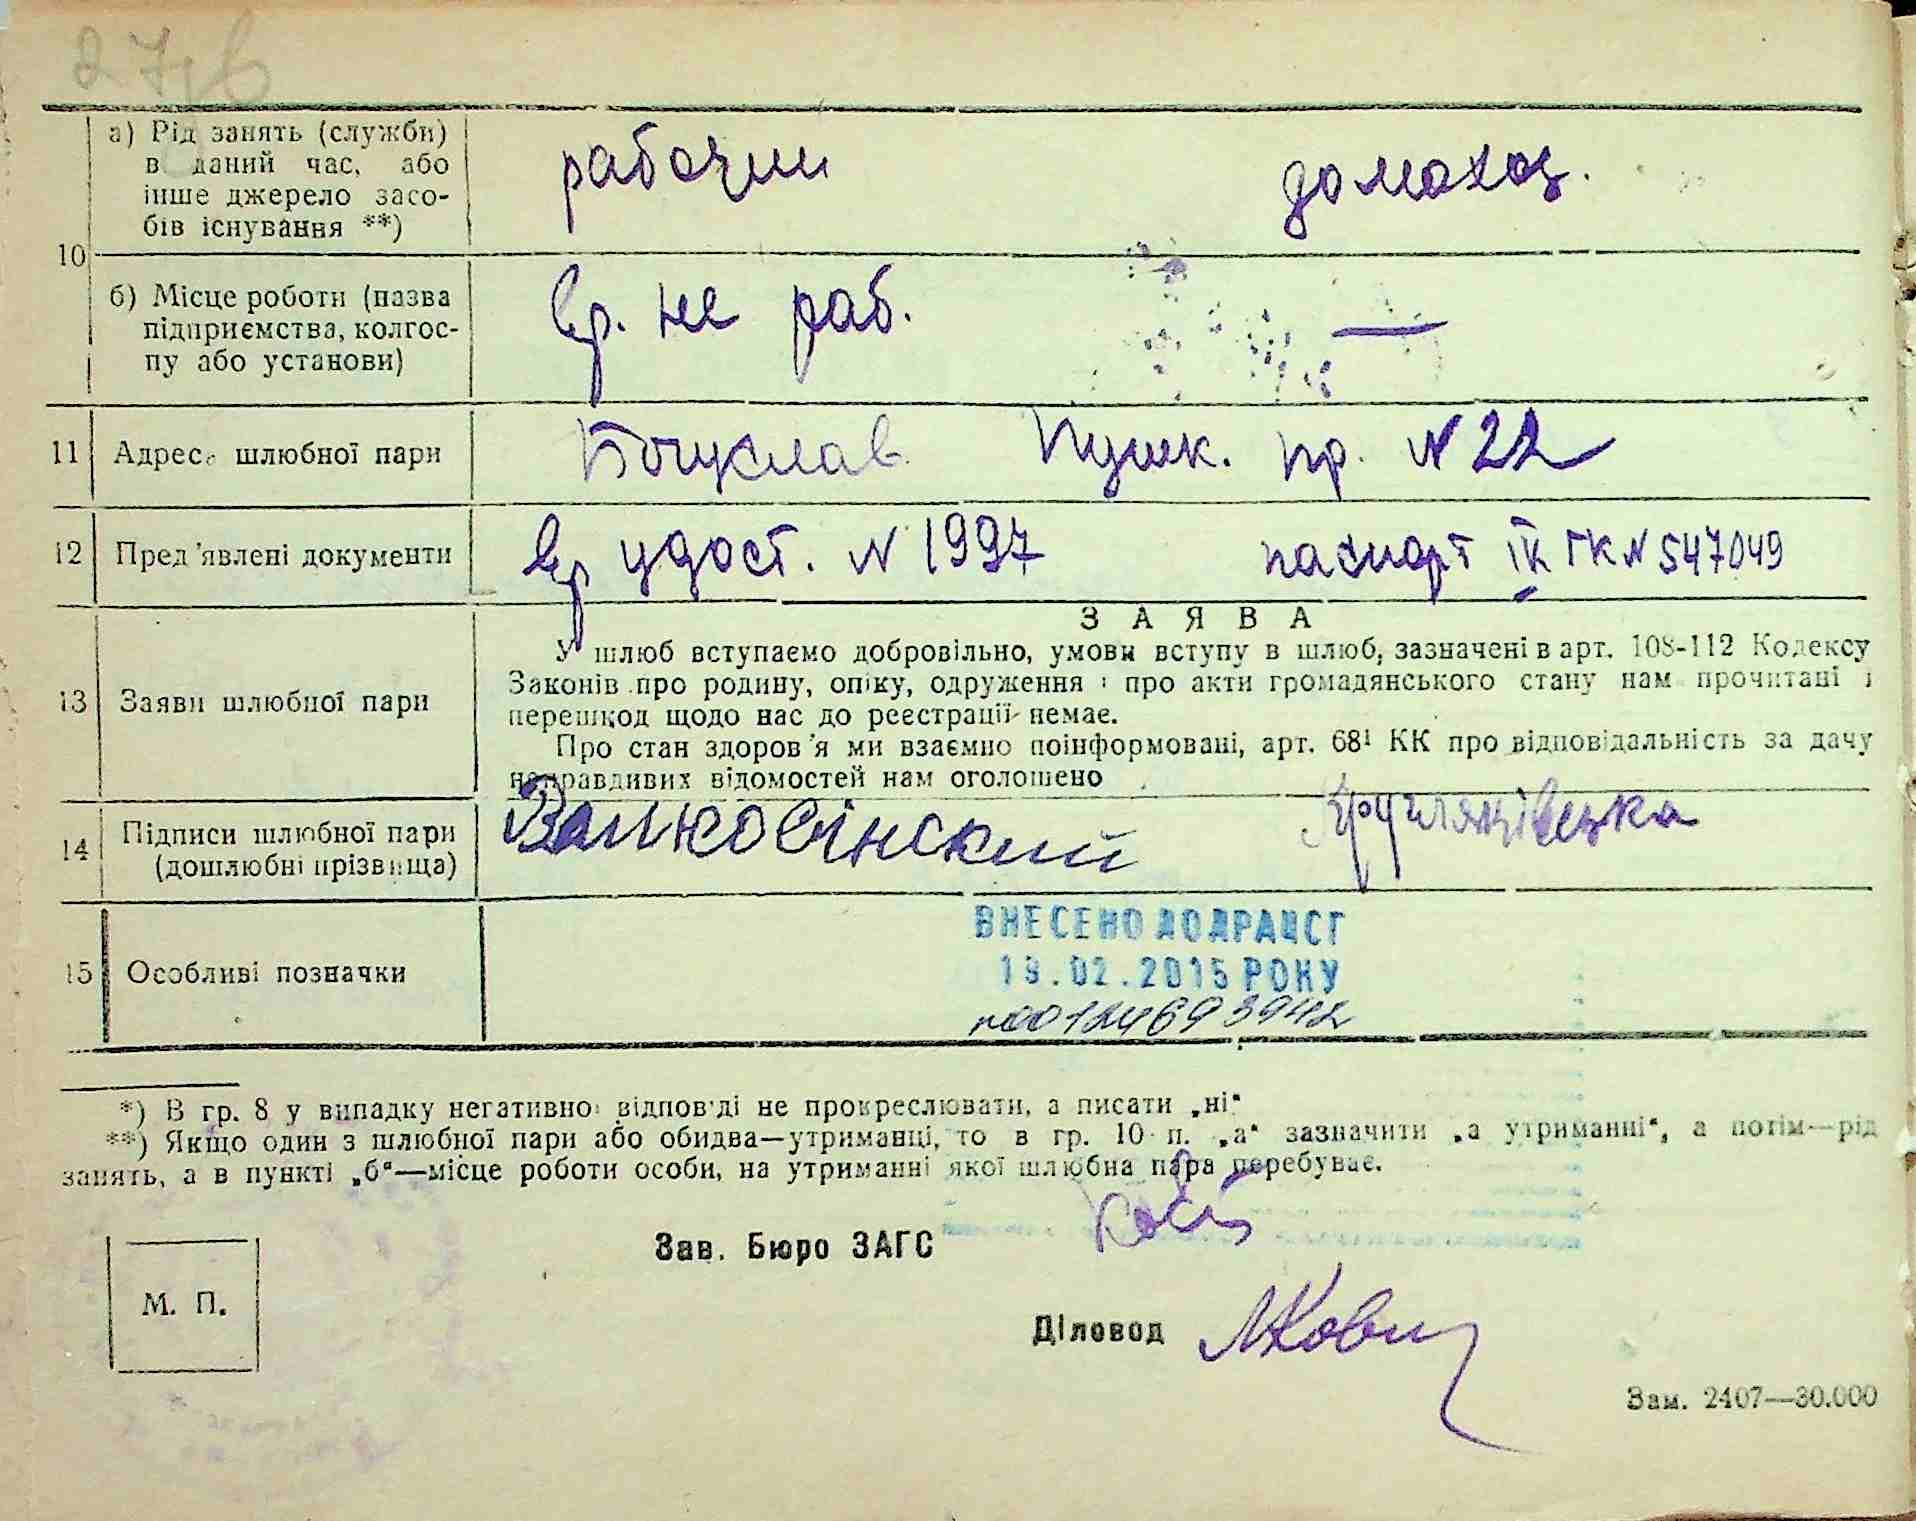 а) Рід занять (служби)
в даний час, або
інше джерело засо-
бів існування **)
рабочий домохоз.
10
б) Місце роботи (назва
підприємства, колгос-
пу або установи)
Вр. не раб. —
11 Адреса шлюбної пари Богуслав Пушк. пр. N 22
12 Пред'явлені документи Вр удост. N 1997 паспорт ГК N 547049
ЗАЯВА
У шлюб вступаємо добровільно, умови вступу в шлюб, зазначені в арт. 108-112 Кодексу
Законів про родину, опіку, одруження і про акти громадянського стану нам прочитані і
перешкод щодо нас до реєстрації немає.
13 Заяви шлюбної пари
Про стан здоров'я ми взаємно поінформовані, арт. 68¹ КК про відповідальність за дачу
неправдивих відомостей нам оголошено
14 Підписи шлюбної пари
(дошлюбні прізвища)
15 Особливі позначки
ВНЕСЕНО ДО ДРАЦСГ
19.02.2015 РОКУ
*) В гр. 8 у випадку негативної відповіді не прокреслювати, а писати „ні"
**) Якщо один з шлюбної пари або обидва—утриманці, то в гр. 10 п. „а" зазначити „а утриманні", а потім—рід
занять, а в пункті „б"—місце роботи особи, на утриманні якої шлюбна пара перебуває.
Зав. Бюро ЗАГС
М. П.
Діловод
Зам. 2407—30.000